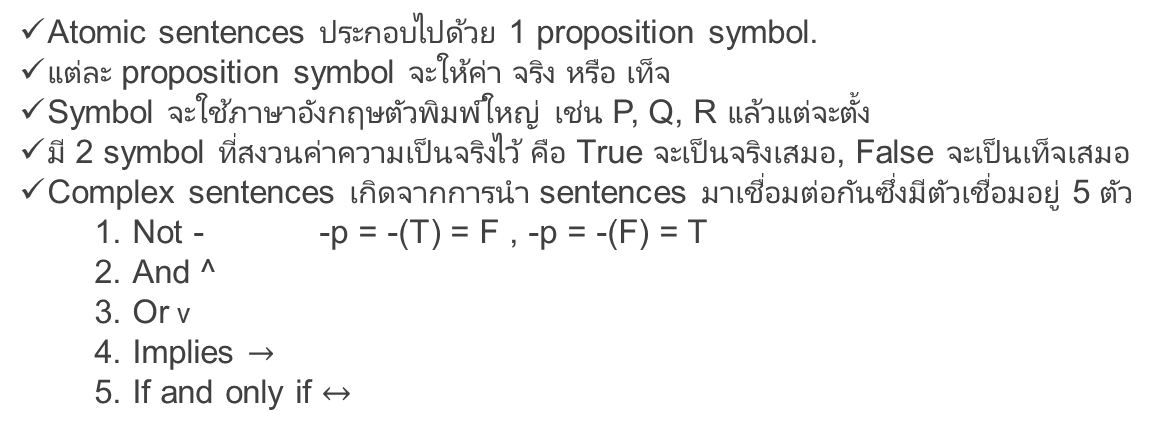 ✓Atomic sentences ประกอบไปด้วย 1 proposition symbol.
✓แต่ละ proposition symbol จะให้ค่า จริง หรือ เท็จ
✓Symbol จะใช้ภาษาอังกฤษตัวพิมพ์ใหญ่ เช่น P, Q, R แล้วแต่จะตั้ง
✓มี 2 symbol ที่สงวนค่าความเป็นจริงไว้ คือ True จะเป็นจริงเสมอ, False จะเป็นเท็จเสมอ
✓Complex sentences เกิดจากการนำ sentences มาเชื่อมต่อกันซึ่งมีตัวเชื่อมอยู่ 5 ตัว
1. Not - -p = -(T) = F , -p = -(F) = T
2. And ^
3. Or v
4. Implies →
5. If and only if ↔